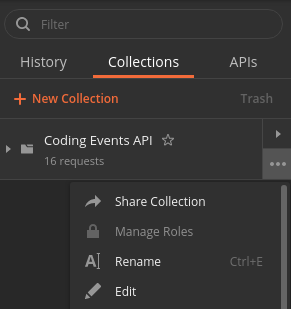 Filter
History Collections APIs
+ New Collection Trash
Coding Events API
16 requests
Share Collection
Manage Roles
Rename Ctrl+E
Edit